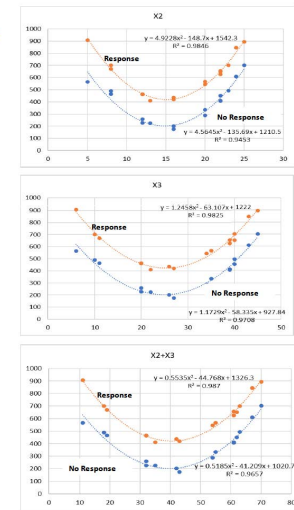 X2
1000
900
800
700
600
500
400
300
200
100
0
y = 4.9228x² - 148.7x + 1542.3
R² = 0.9846
Response
No Response
y = 4.5645x² - 135.69x + 1210.5
R² = 0.9453
0 5 10 15 20 25 30
X3
1000
900
800
700
600
500
400
300
200
100
0
y = 1.2458x² - 63.107x + 1222
R² = 0.9825
Response
No Response
y = 1.1729x² - 58.335x + 927.84
R² = 0.9708
0 10 20 30 40 50
X2+X3
1000
900
800
700
600
500
400
300
200
100
0
y = 0.5535x² - 44.768x + 1326.3
R² = 0.987
Response
No Response
y = 0.5185x² - 41.209x + 1020.7
R² = 0.9657
0 10 20 30 40 50 60 70 80